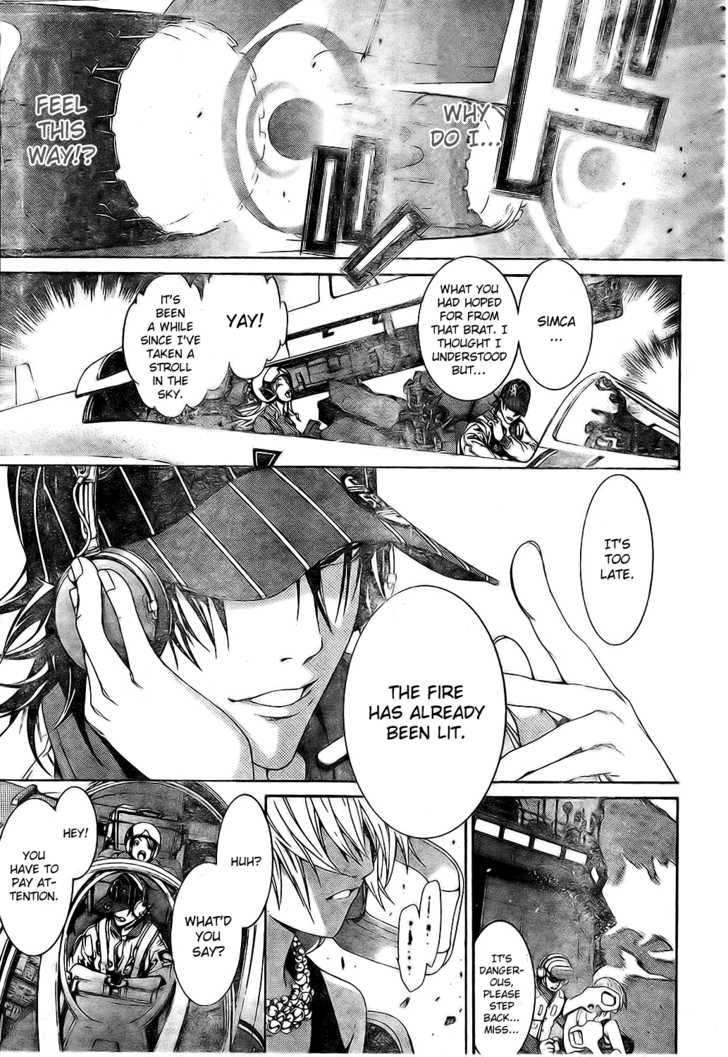 WHY
DO I...
FEEL
THIS
WAY!?
SIMCA
...
WHAT YOU
HAD HOPED
FOR FROM
THAT BRAT. I
THOUGHT I
UNDERSTOOD
BUT...
YAY!
IT'S
BEEN
A WHILE
SINCE I'VE
TAKEN A
STROLL
IN THE
SKY.
IT'S
TOO
LATE.
THE FIRE
HAS ALREADY
BEEN LIT.
IT'S
DANGER-
OUS,
PLEASE
STEP
BACK...
MISS...
HUH?
WHAT'D
YOU
SAY?
HEY!
YOU
HAVE TO
PAY AT-
TENTION.